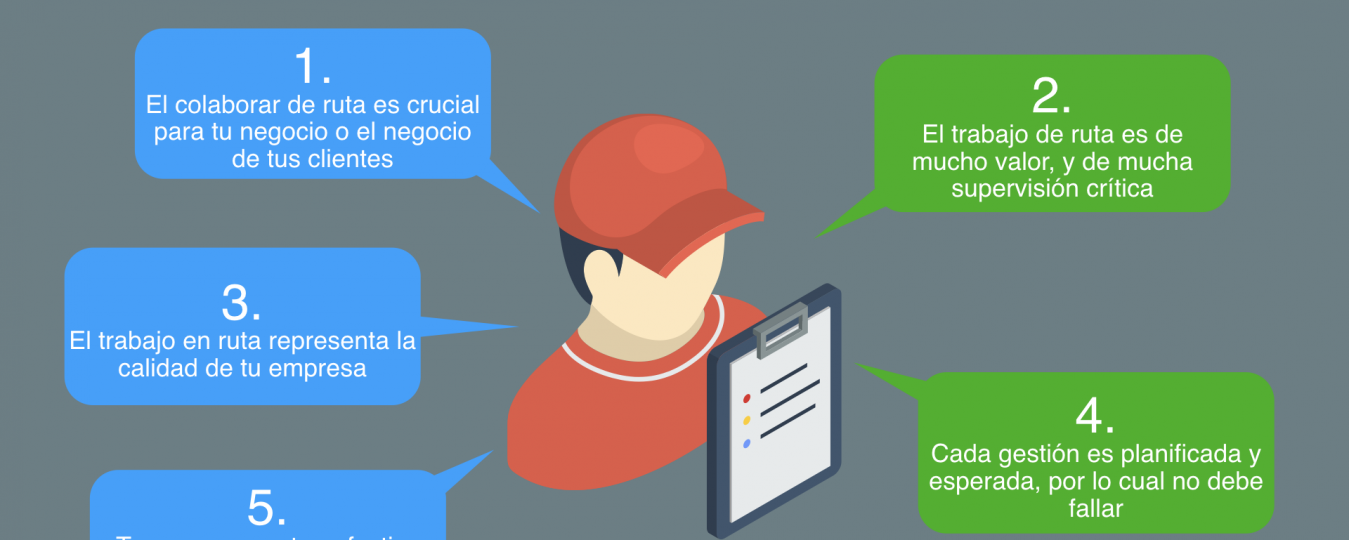 1.
El colaborar de ruta es crucial
para tu negocio o el negocio
de tus clientes
2.
El trabajo de ruta es de
mucho valor, y de mucha
supervisión crítica
3.
El trabajo en ruta representa la
calidad de tu empresa
4.
Cada gestión es planificada y
esperada, por lo cual no debe
fallar
5.